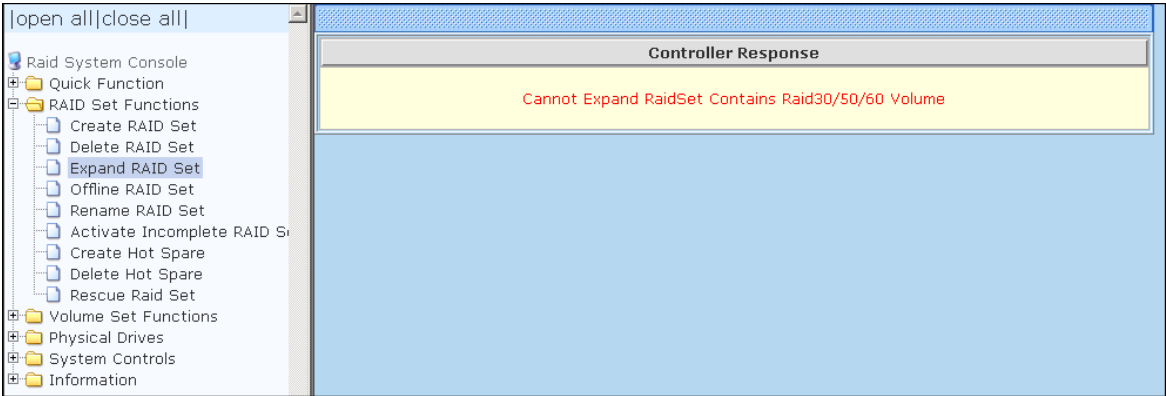 |open all|close all|
Raid System Console
Quick Function
RAID Set Functions
Create RAID Set
Delete RAID Set
Expand RAID Set
Offline RAID Set
Rename RAID Set
Activate Incomplete RAID S
Create Hot Spare
Delete Hot Spare
Rescue Raid Set
Volume Set Functions
Physical Drives
System Controls
Information
Controller Response
Cannot Expand RaidSet Contains Raid30/50/60 Volume